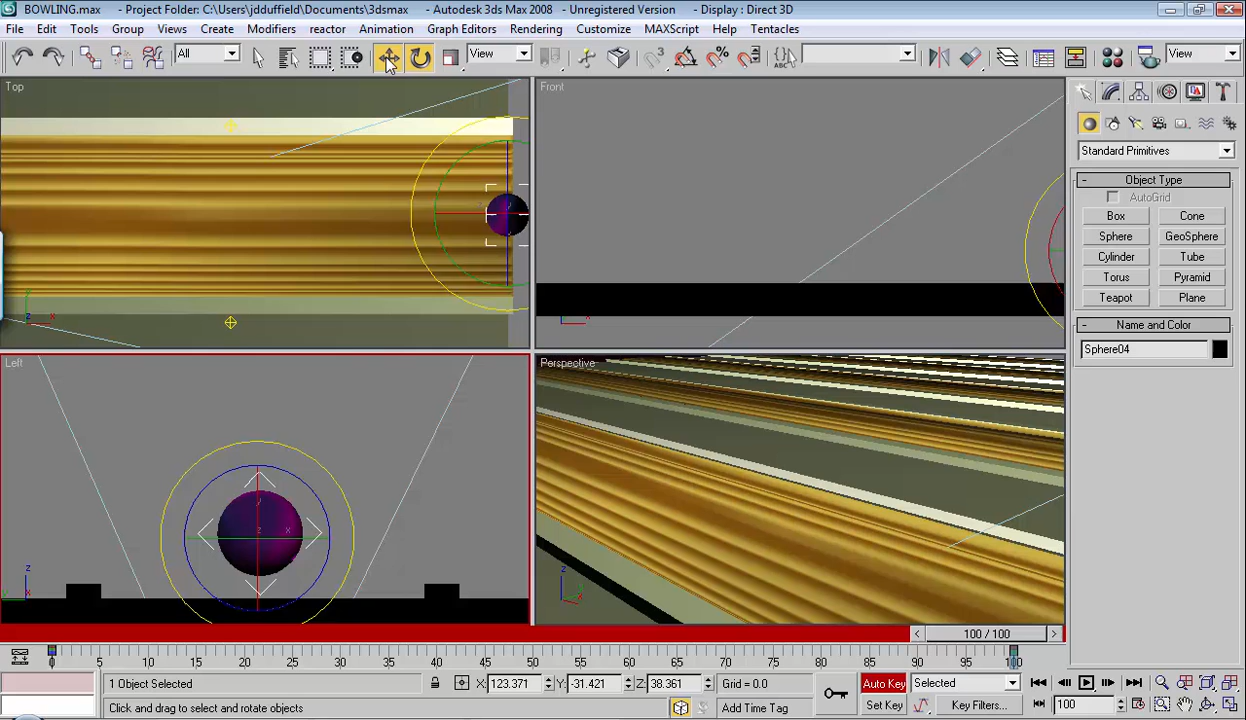 BOWLING.max - Project Folder: C:\Users\jdduffield\Documents\3dsmax - Autodesk 3ds Max 2008 - Unregistered Version - Display : Direct 3D
File Edit Tools Group Views Create Modifiers reactor Animation Graph Editors Rendering Customize MAXScript Help Tentacles
All View View
Top Front
Standard Primitives
- Object Type
AutoGrid
Box Cone
Sphere GeoSphere
Cylinder Tube
Torus Pyramid
Teapot Plane
- Name and Color
Sphere04
Left Perspective
< 100 / 100 >
5 10 15 20 25 30 35 40 45 50 55 60 65 70 75 80 85 90 95 100
1 Object Selected X: 123.371 Y: -31.421 Z: 38.361 Grid = 0.0 Auto Key Selected
Click and drag to select and rotate objects Add Time Tag Set Key Key Filters... 100